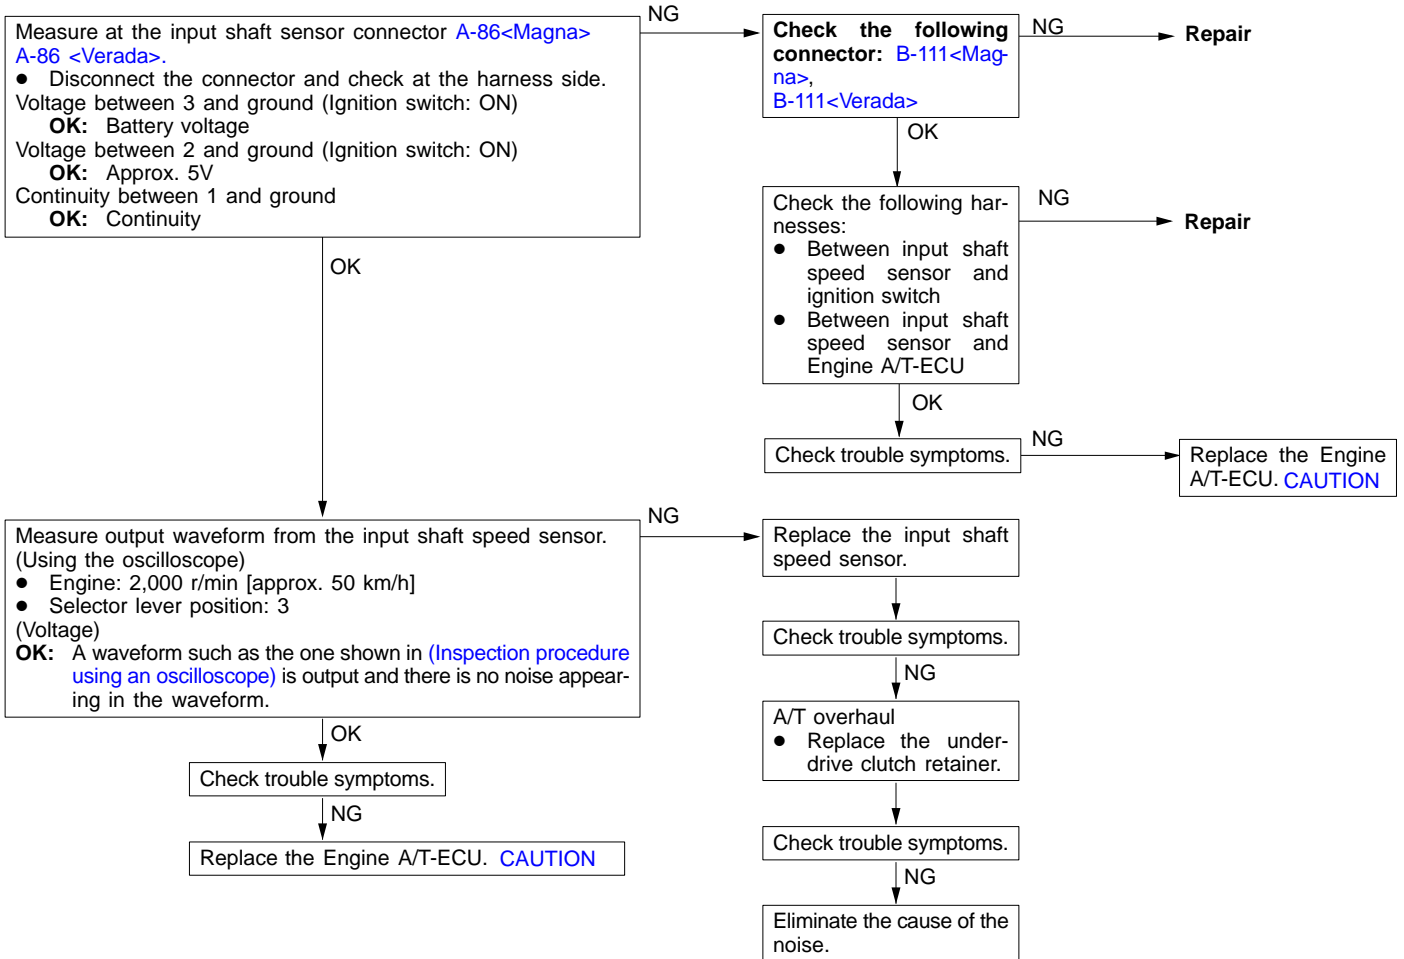 Measure at the input shaft sensor connector A-86<Magna>
A-86 <Verada>.
● Disconnect the connector and check at the harness side.
Voltage between 3 and ground (Ignition switch: ON)
OK: Battery voltage
Voltage between 2 and ground (Ignition switch: ON)
OK: Approx. 5V
Continuity between 1 and ground
OK: Continuity
NG
Check the following
connector: B-111<Mag-
na>,
B-111<Verada>
NG
Repair
OK
Check the following har-
nesses:
● Between input shaft
speed sensor and
ignition switch
● Between input shaft
speed sensor and
Engine A/T-ECU
NG
Repair
OK
OK
Check trouble symptoms.
NG
Replace the Engine
A/T-ECU. CAUTION
Measure output waveform from the input shaft speed sensor.
(Using the oscilloscope)
● Engine: 2,000 r/min [approx. 50 km/h]
● Selector lever position: 3
(Voltage)
OK: A waveform such as the one shown in (Inspection procedure
using an oscilloscope) is output and there is no noise appear-
ing in the waveform.
NG
Replace the input shaft
speed sensor.
Check trouble symptoms.
NG
A/T overhaul
● Replace the under-
drive clutch retainer.
OK
Check trouble symptoms.
NG
Replace the Engine A/T-ECU. CAUTION
Check trouble symptoms.
NG
Eliminate the cause of the
noise.